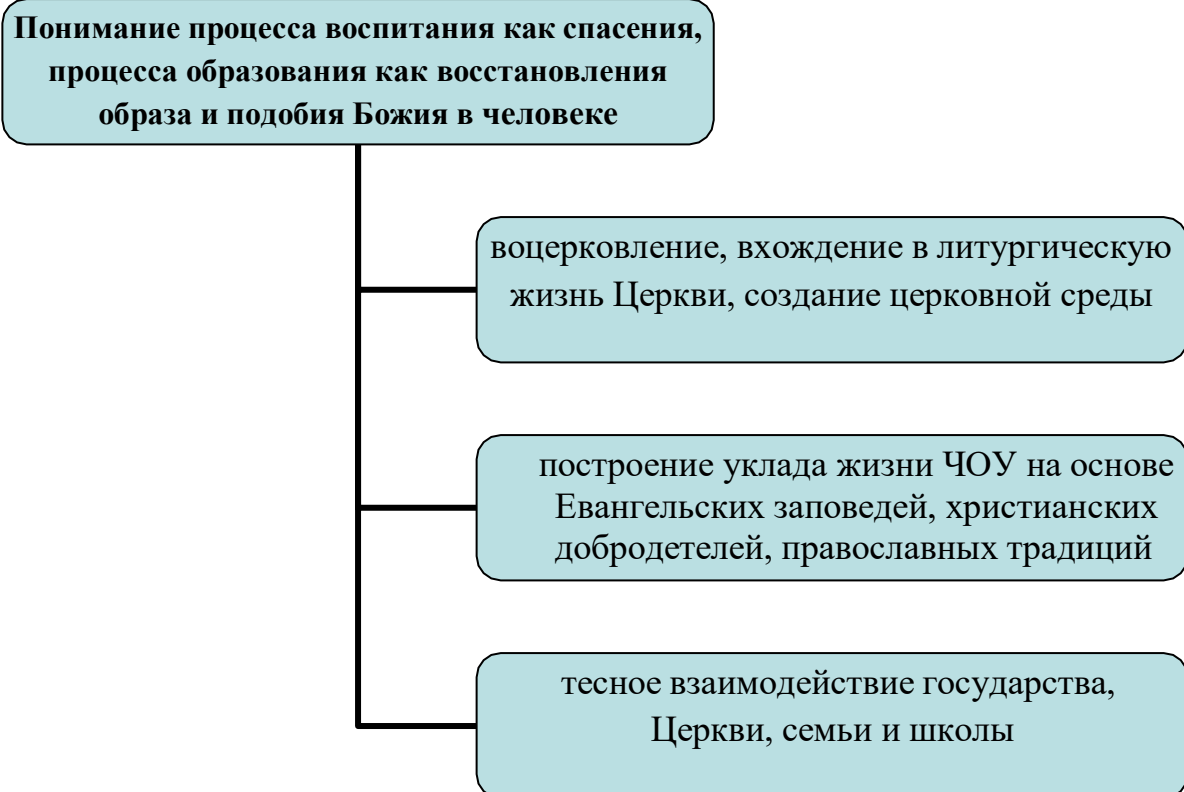 Понимание процесса воспитания как спасения,
процесса образования как восстановления
образа и подобия Божия в человеке
воцерковление, вхождение в литургическую
жизнь Церкви, создание церковной среды
построение уклада жизни ЧОУ на основе
Евангельских заповедей, христианских
добродетелей, православных традиций
тесное взаимодействие государства,
Церкви, семьи и школы